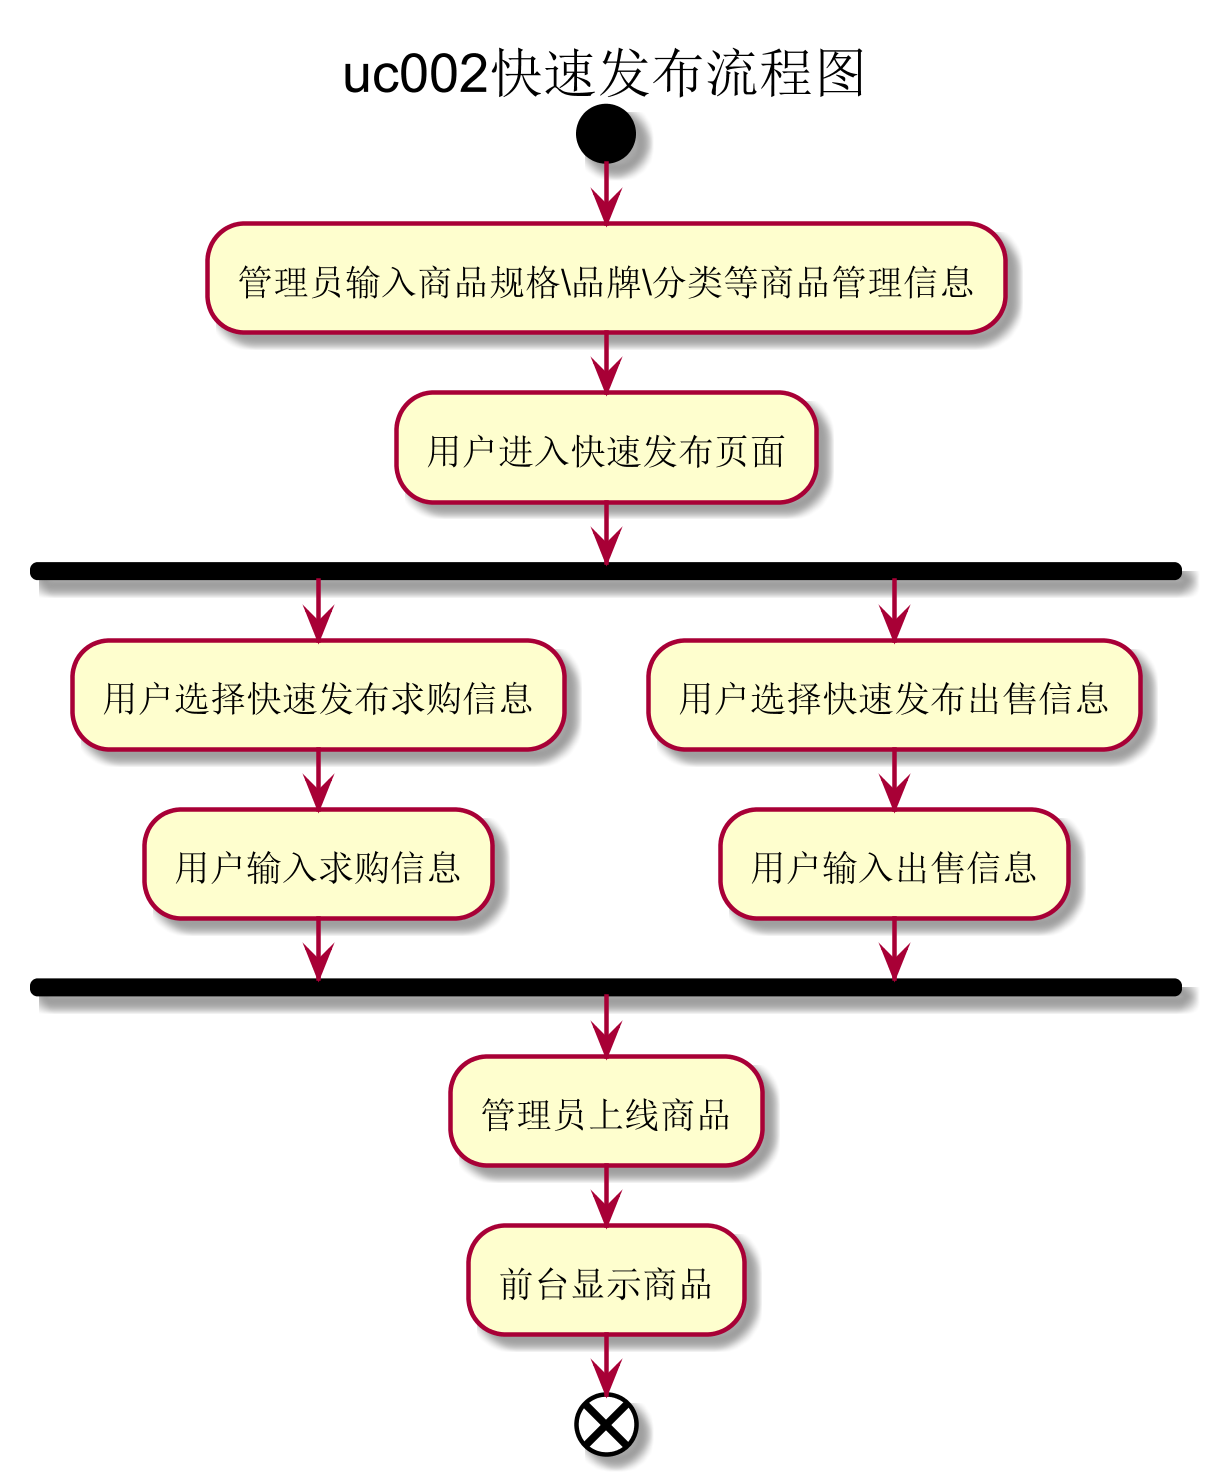 uc002快速发布流程图
管理员输入商品规格\品牌\分类等商品管理信息
用户进入快速发布页面
用户选择快速发布求购信息
用户选择快速发布出售信息
用户输入求购信息
用户输入出售信息
管理员上线商品
前台显示商品